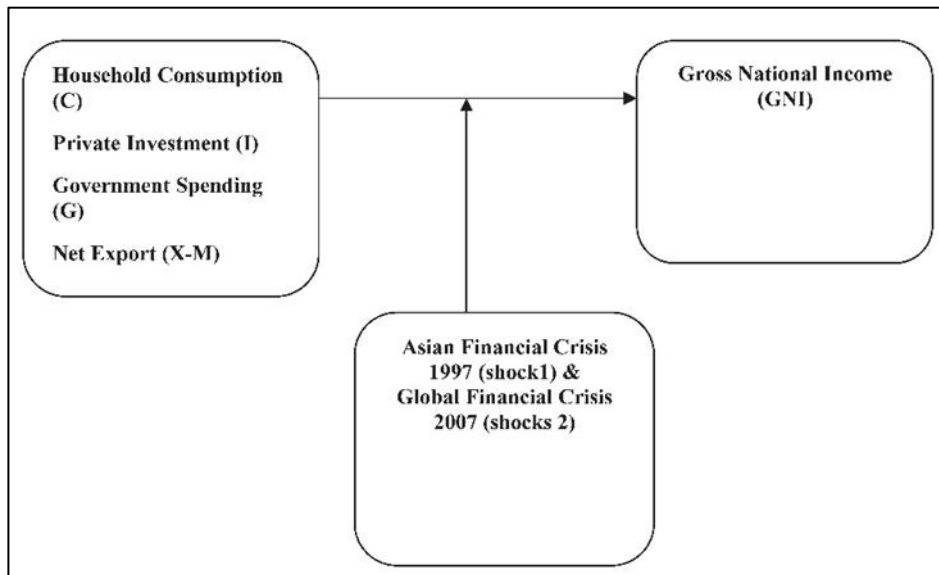 Household Consumption
(C)
Private Investment (I)
Government Spending
(G)
Net Export (X-M)
Gross National Income
(GNI)
Asian Financial Crisis
1997 (shock1) &
Global Financial Crisis
2007 (shocks 2)